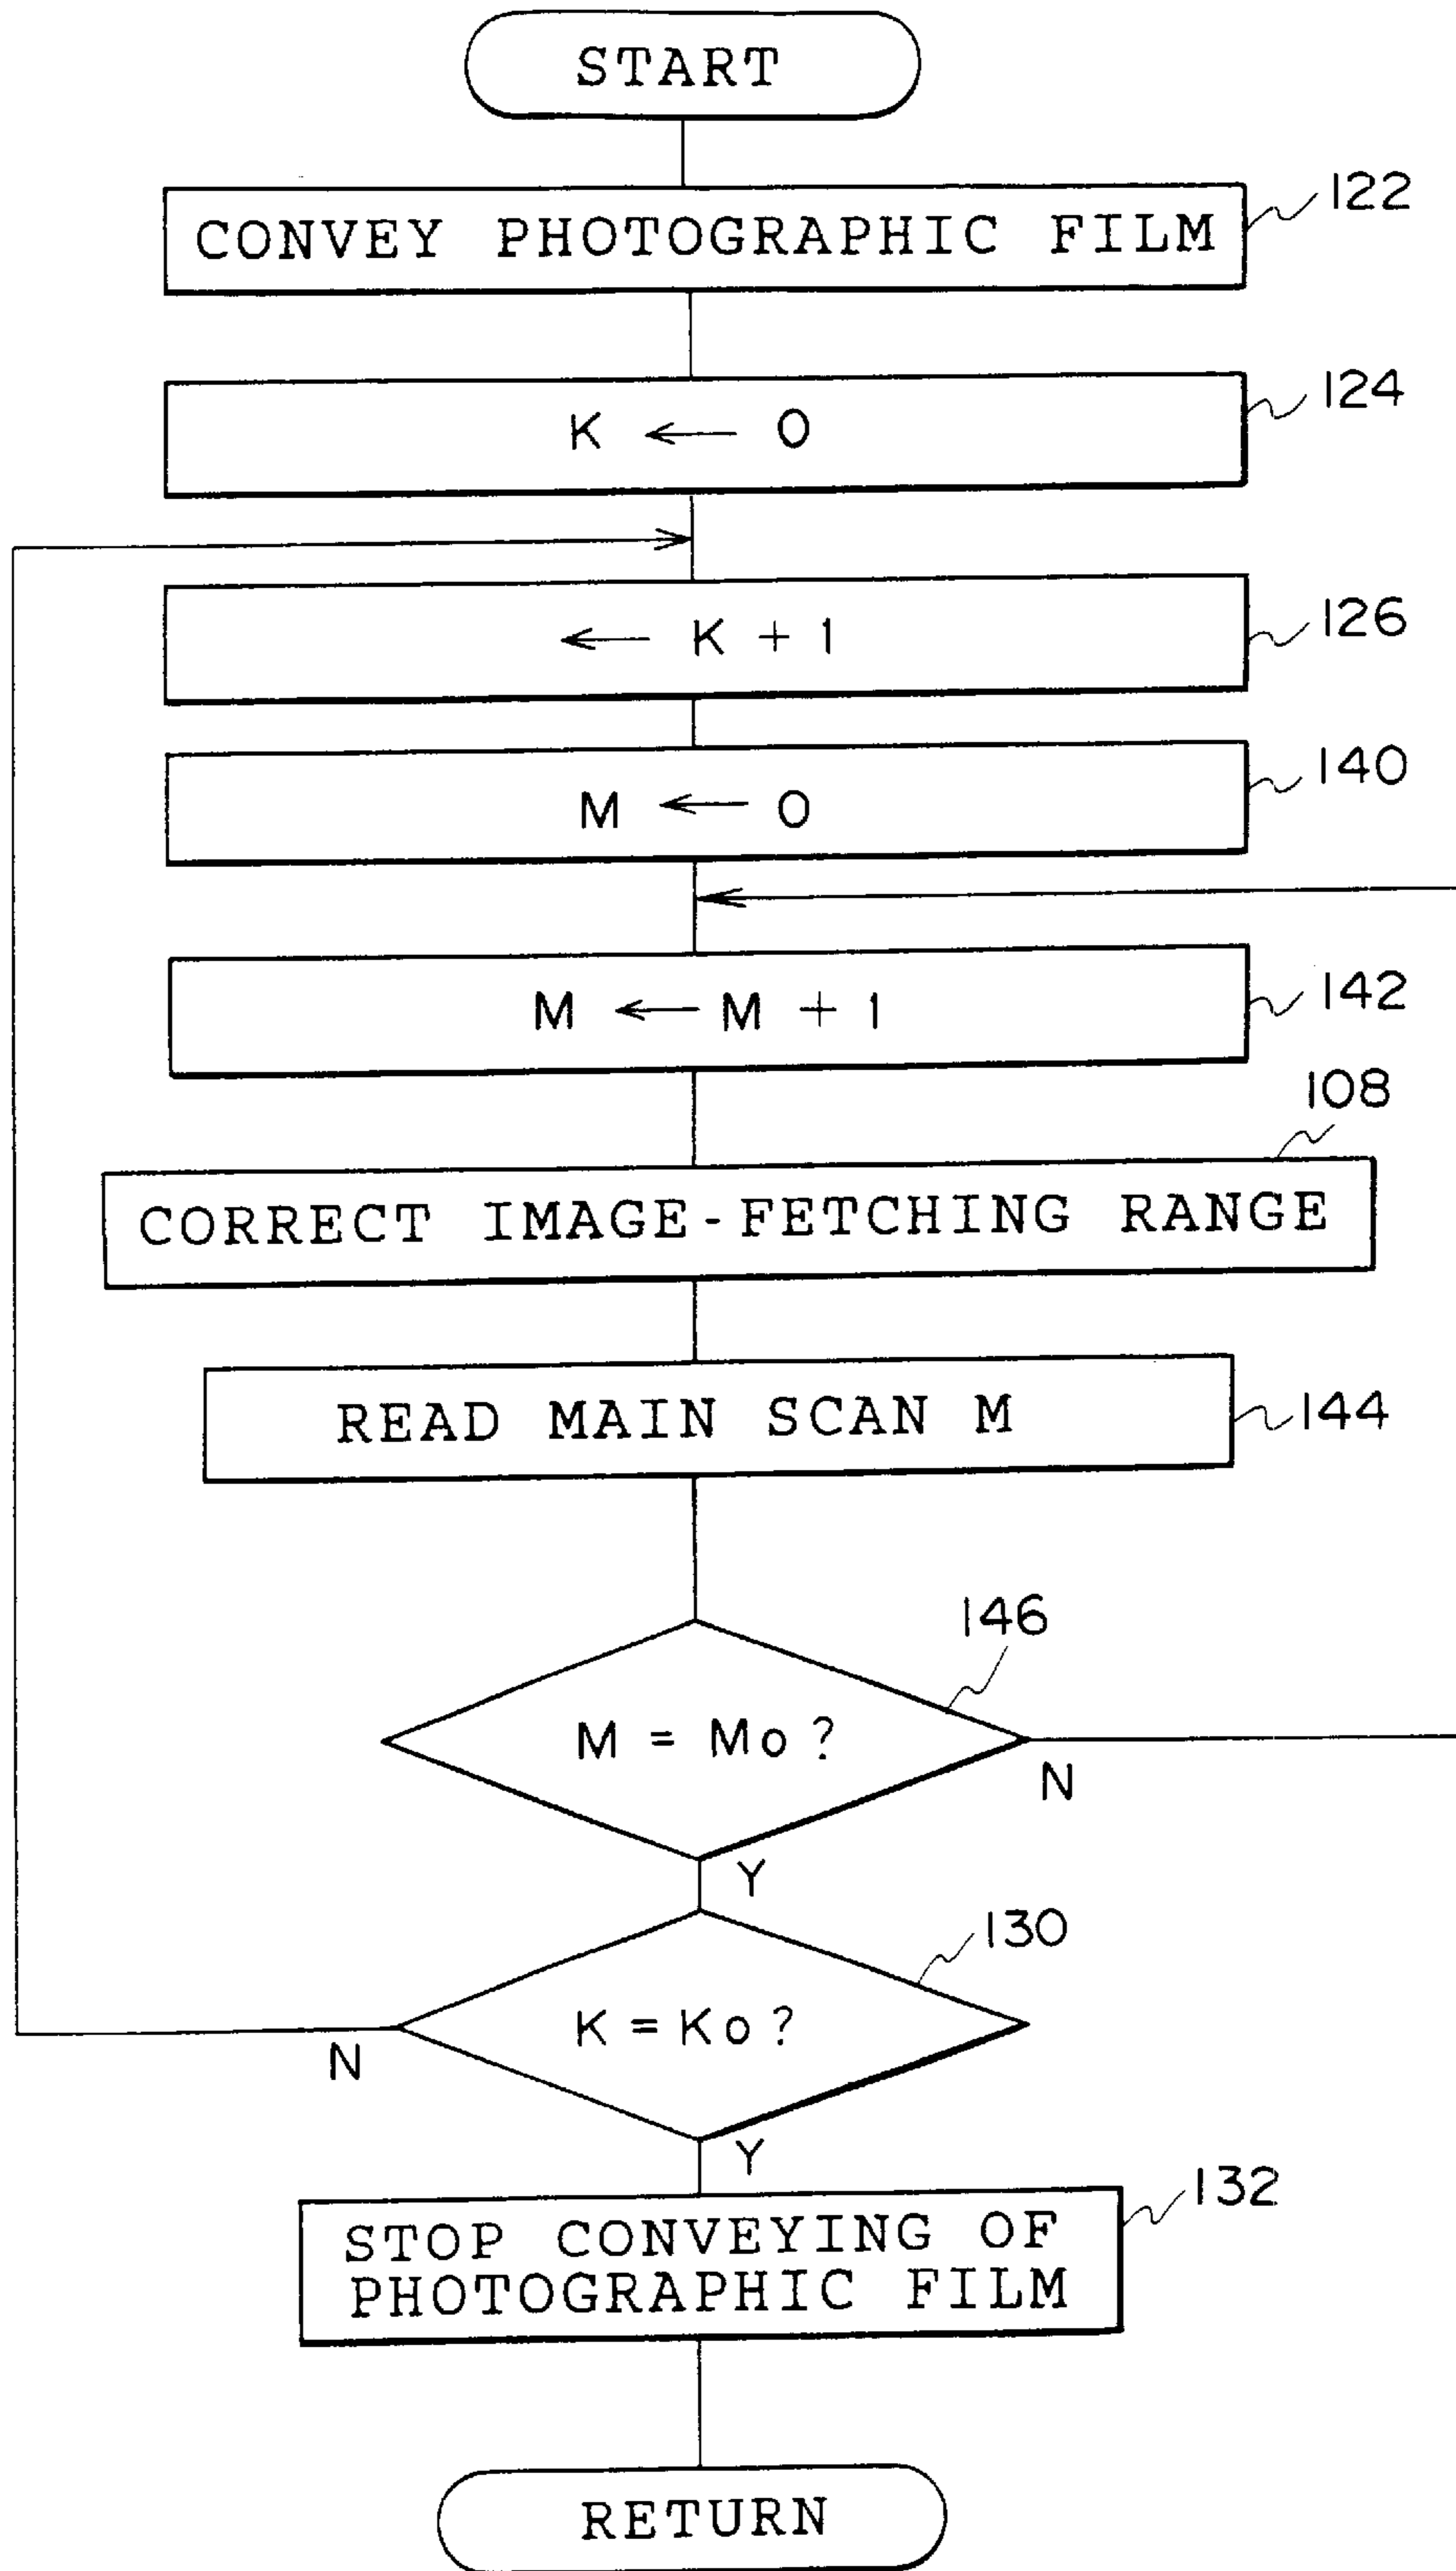 START
CONVEY PHOTOGRAPHIC FILM
122
K ← 0
124
← K + 1
126
M ← 0
140
M ← M + 1
142
108
CORRECT IMAGE-FETCHING RANGE
READ MAIN SCAN M
144
146
M = Mo ?
N
Y
130
K = Ko ?
N
Y
132
STOP CONVEYING OF
PHOTOGRAPHIC FILM
RETURN